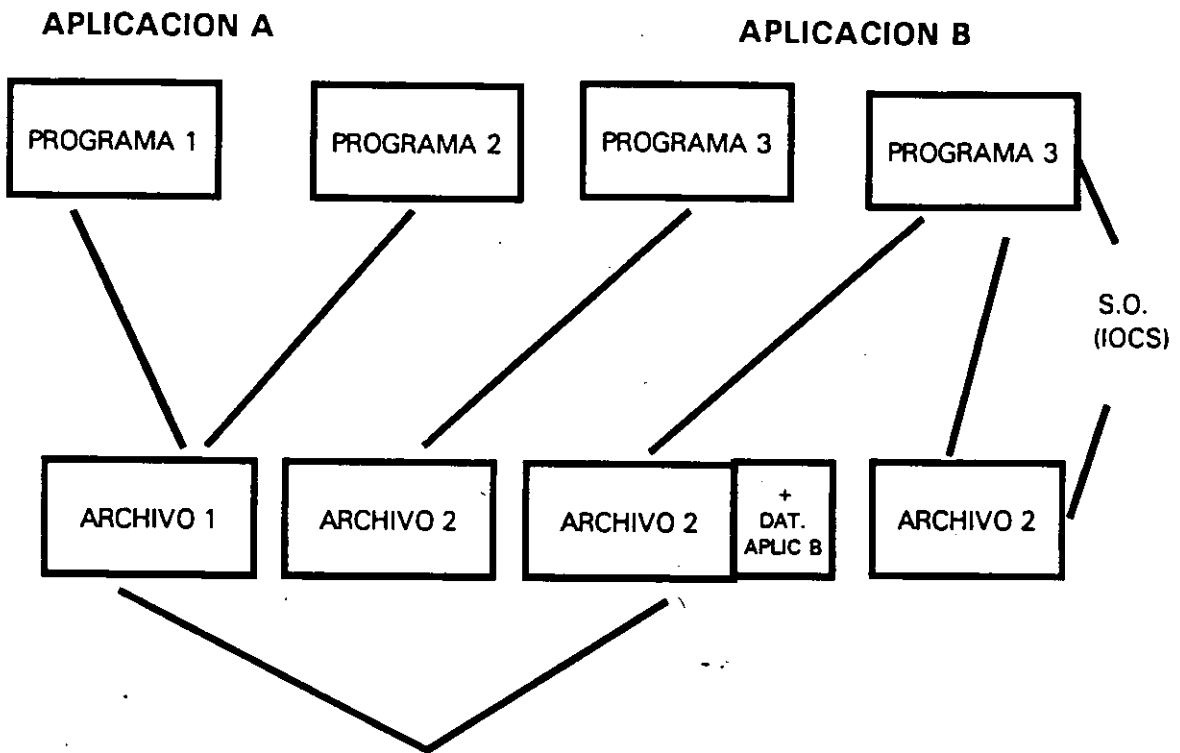 APLICACION A
APLICACION B
PROGRAMA 1
PROGRAMA 2
PROGRAMA 3
PROGRAMA 3
S.O.
(IOCS)
ARCHIVO 1
ARCHIVO 2
ARCHIVO 2
+
DAT.
APLIC B
ARCHIVO 2